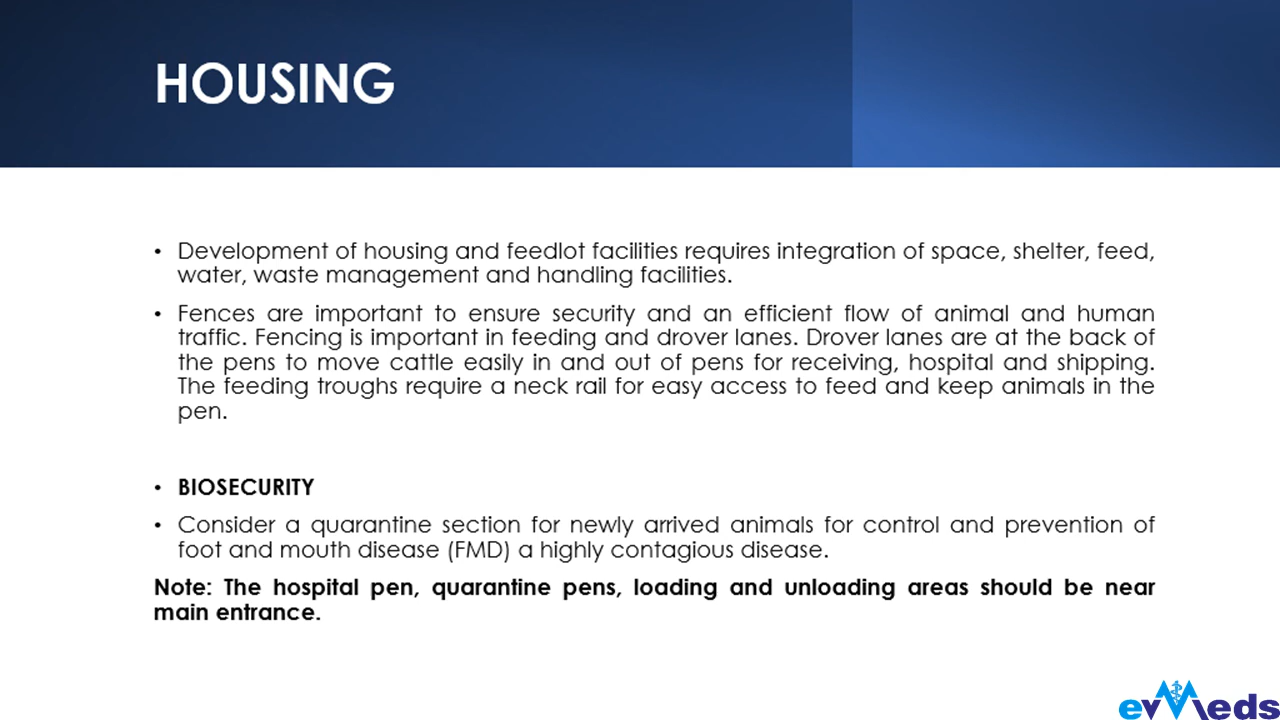 HOUSING
• Development of housing and feedlot facilities requires integration of space, shelter, feed,
water, waste management and handling facilities.
• Fences are important to ensure security and an efficient flow of animal and human
traffic. Fencing is important in feeding and drover lanes. Drover lanes are at the back of
the pens to move cattle easily in and out of pens for receiving, hospital and shipping.
The feeding troughs require a neck rail for easy access to feed and keep animals in the
pen.
• BIOSECURITY
• Consider a quarantine section for newly arrived animals for control and prevention of
foot and mouth disease (FMD) a highly contagious disease.
Note: The hospital pen, quarantine pens, loading and unloading areas should be near
main entrance.
evMeds